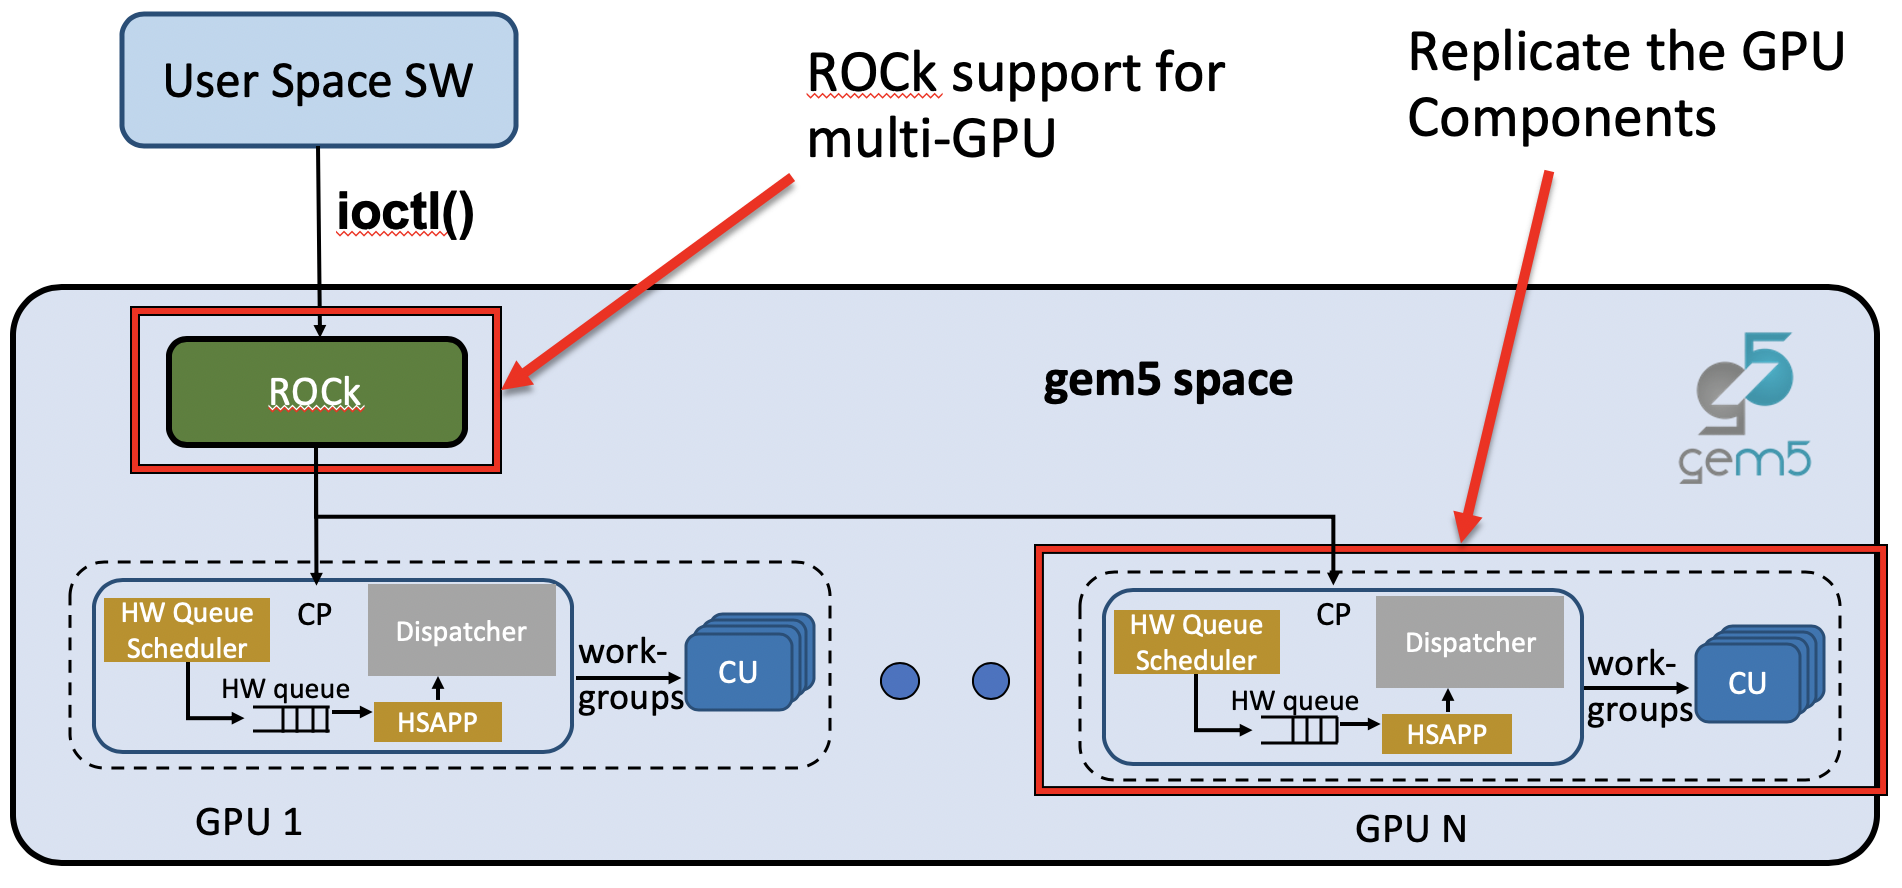 User Space SW
ROCk support for
multi-GPU
Replicate the GPU
Components
ioctl()
ROCk
gem5 space
gem5
HW Queue
Scheduler
CP
Dispatcher
HW queue
HSAPP
work-
groups
CU
GPU 1
HW Queue
Scheduler
CP
Dispatcher
HW queue
HSAPP
work-
groups
CU
GPU N